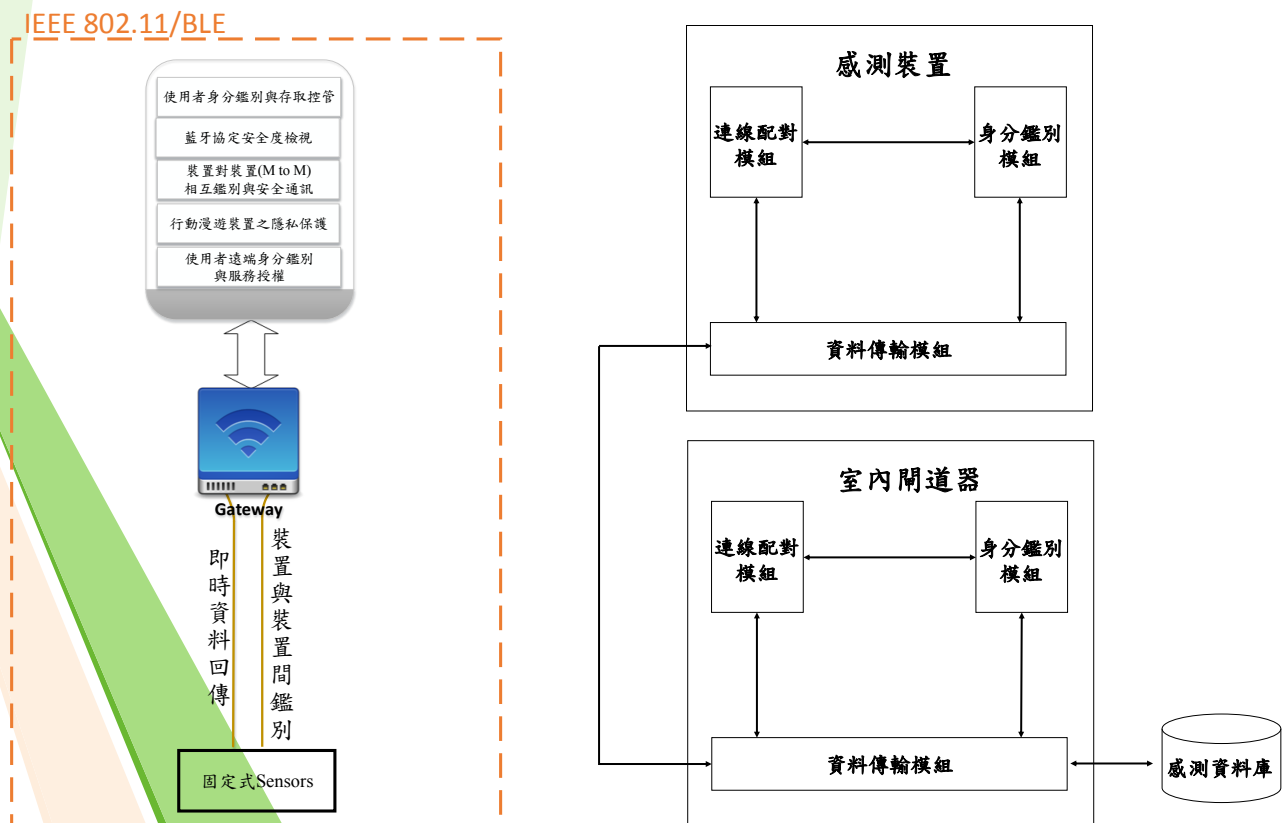 IEEE 802.11/BLE
使用者身分鑑別與存取控管
藍牙協定安全度檢視
裝置對裝置(M to M)
相互鑑別與安全通訊
行動漫遊裝置之隱私保護
使用者遠端身分鑑別
與服務授權
Gateway
即時資料回傳
裝置與裝置間鑑別
固定式Sensors
感測裝置
連線配對
模組
身分鑑別
模組
資料傳輸模組
室內閘道器
連線配對
模組
身分鑑別
模組
資料傳輸模組
感測資料庫